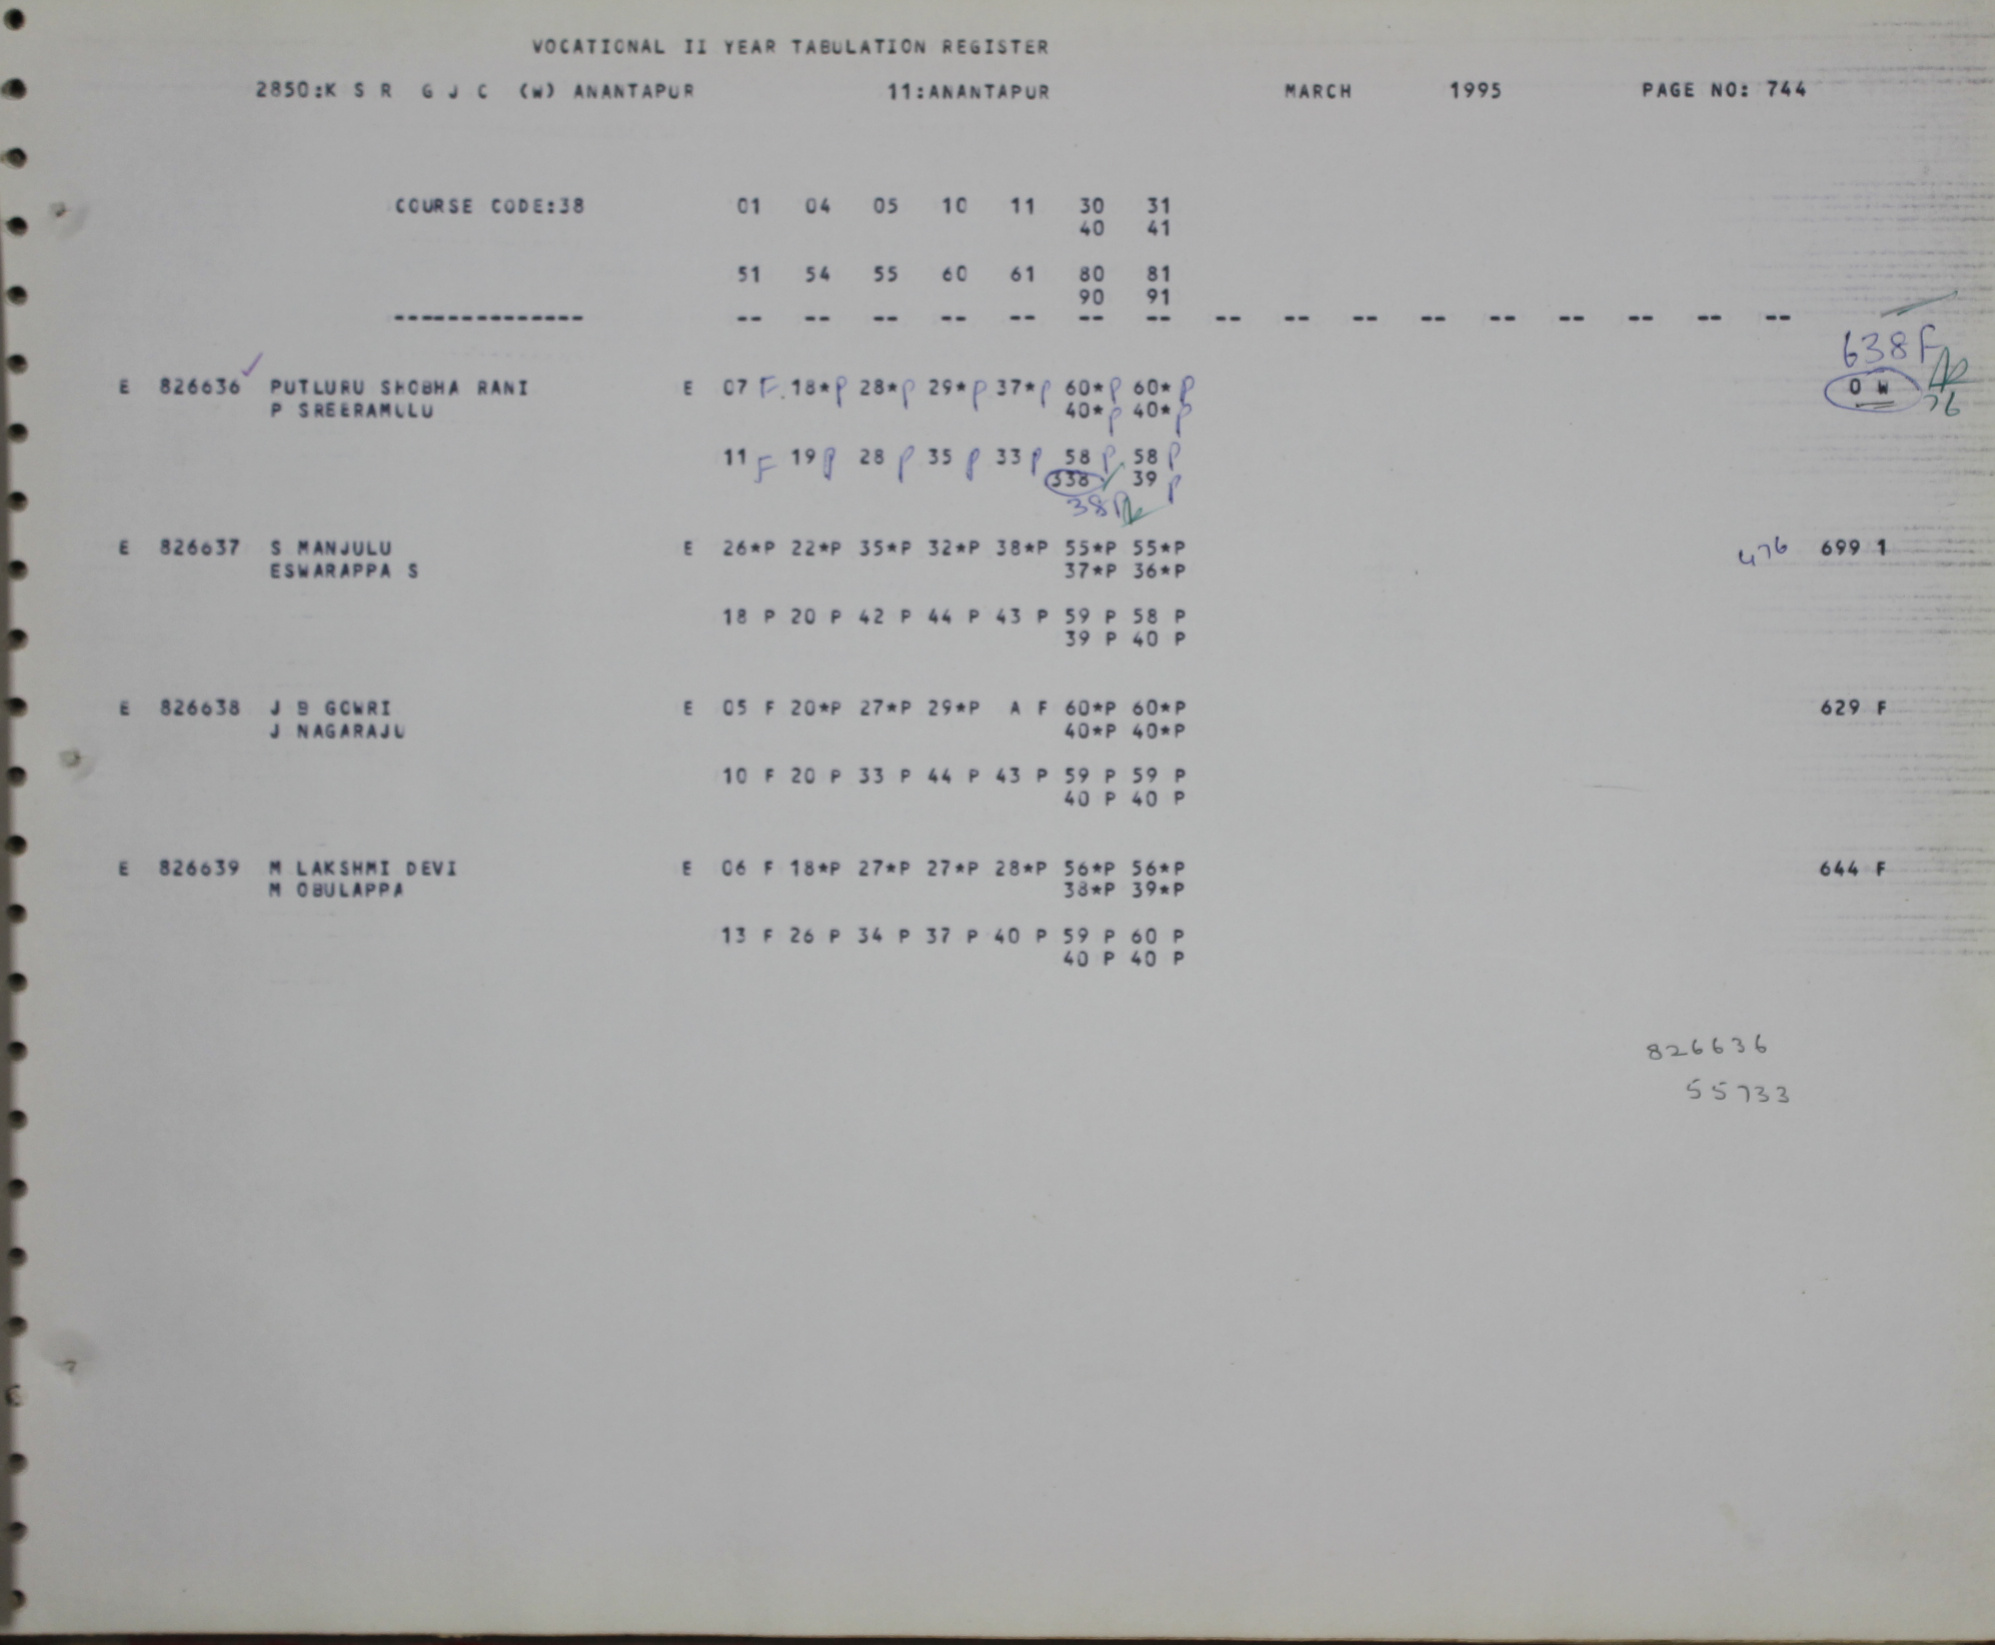 VOCATIONAL II YEAR TABULATION REGISTER
2850:K S R G J C (W) ANANTAPUR 11:ANANTAPUR MARCH 1995 PAGE NO: 744
COURSE CODE:38 01 04 05 10 11 30 31
40 41
51 54 55 60 61 80 81
90 91
-------------- -- -- -- -- -- -- -- -- -- -- -- -- -- -- -- --
638 F
E 826636 PUTLURU SHOBHA RANI E 07 F 18*P 28*P 29*P 37*P 60*P 60*P 0 W
P SREERAMULU 40*P 40*P
11 F 19 P 28 P 35 P 33 P 58 P 58 P
338 39 P
38 P
E 826637 S MANJULU E 26*P 22*P 35*P 32*P 38*P 55*P 55*P 476 699 1
ESWARAPPA S 37*P 36*P
18 P 20 P 42 P 44 P 43 P 59 P 58 P
39 P 40 P
E 826638 J B GOWRI E 05 F 20*P 27*P 29*P A F 60*P 60*P 629 F
J NAGARAJU 40*P 40*P
10 F 20 P 33 P 44 P 43 P 59 P 59 P
40 P 40 P
E 826639 M LAKSHMI DEVI E 06 F 18*P 27*P 27*P 28*P 56*P 56*P 644 F
M OBULAPPA 38*P 39*P
13 F 26 P 34 P 37 P 40 P 59 P 60 P
40 P 40 P
826636
55733